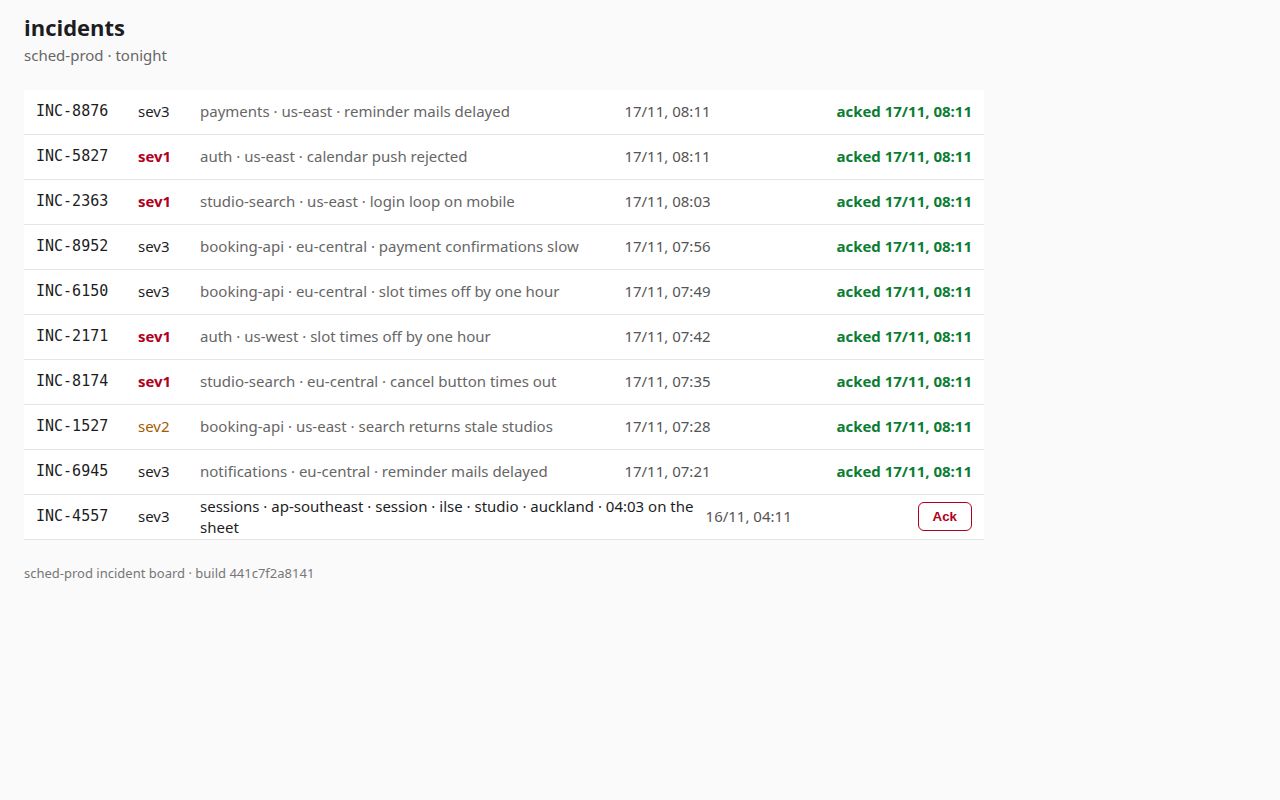 incidents
sched-prod · tonight
INC-8876 sev3 payments · us-east · reminder mails delayed 17/11, 08:11 acked 17/11, 08:11
INC-5827 sev1 auth · us-east · calendar push rejected 17/11, 08:11 acked 17/11, 08:11
INC-2363 sev1 studio-search · us-east · login loop on mobile 17/11, 08:03 acked 17/11, 08:11
INC-8952 sev3 booking-api · eu-central · payment confirmations slow 17/11, 07:56 acked 17/11, 08:11
INC-6150 sev3 booking-api · eu-central · slot times off by one hour 17/11, 07:49 acked 17/11, 08:11
INC-2171 sev1 auth · us-west · slot times off by one hour 17/11, 07:42 acked 17/11, 08:11
INC-8174 sev1 studio-search · eu-central · cancel button times out 17/11, 07:35 acked 17/11, 08:11
INC-1527 sev2 booking-api · us-east · search returns stale studios 17/11, 07:28 acked 17/11, 08:11
INC-6945 sev3 notifications · eu-central · reminder mails delayed 17/11, 07:21 acked 17/11, 08:11
INC-4557 sev3 sessions · ap-southeast · session · ilse · studio · auckland · 04:03 on the
sheet 16/11, 04:11 Ack
sched-prod incident board · build 441c7f2a8141